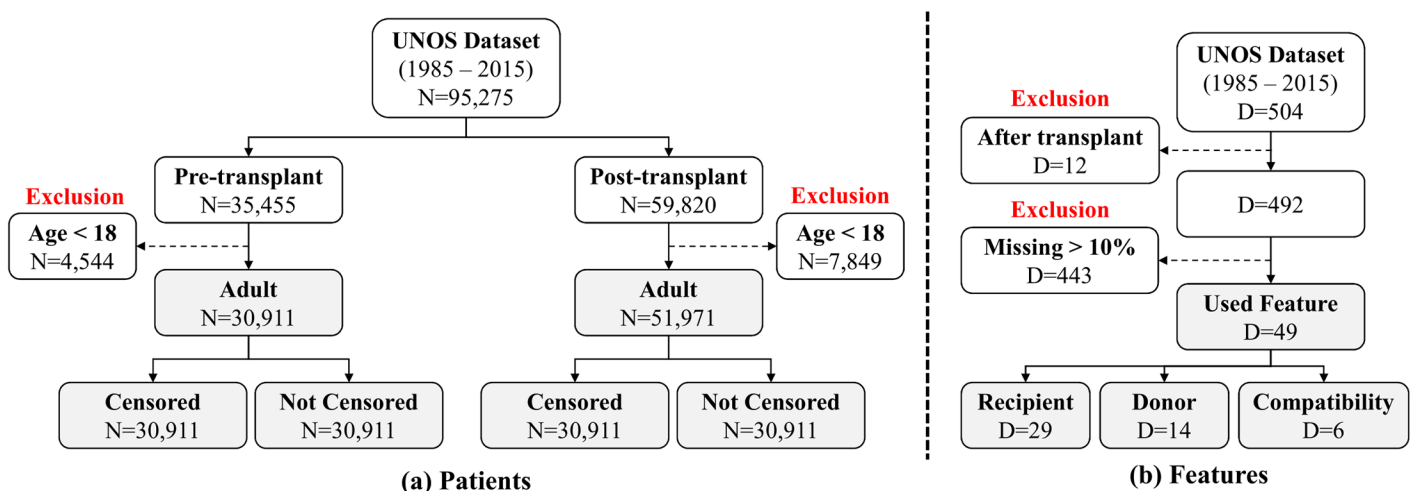 UNOS Dataset
(1985 – 2015)
N=95,275
Pre-transplant
N=35,455
Post-transplant
N=59,820
Exclusion
Age < 18
N=4,544
Exclusion
Age < 18
N=7,849
Adult
N=30,911
Adult
N=51,971
Censored
N=30,911
Not Censored
N=30,911
Censored
N=30,911
Not Censored
N=30,911
(a) Patients
UNOS Dataset
(1985 – 2015)
D=504
Exclusion
After transplant
D=12
D=492
Exclusion
Missing > 10%
D=443
Used Feature
D=49
Recipient
D=29
Donor
D=14
Compatibility
D=6
(b) Features